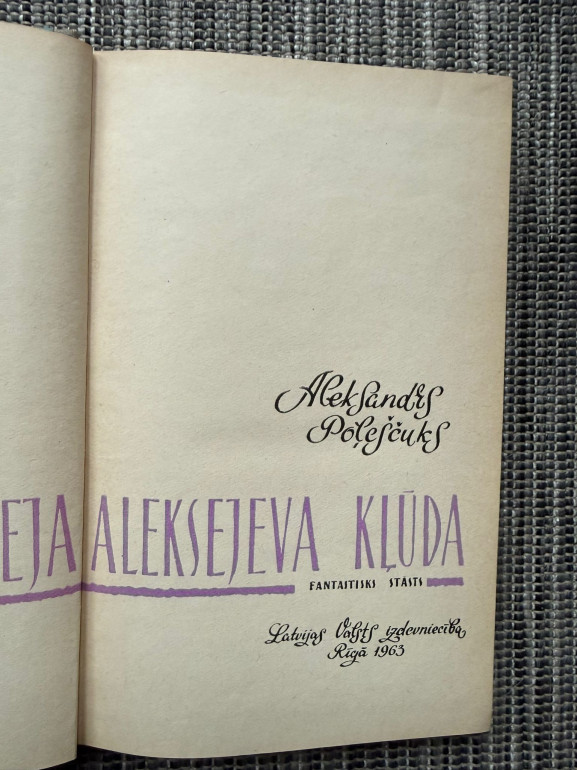 Aleksandrs
Poļeščuks
EJA ALEKSEJEVA KĻŪDA
FANTASTISKS STĀSTS
Latvijas Valsts izdevniecība
Rīgā 1963